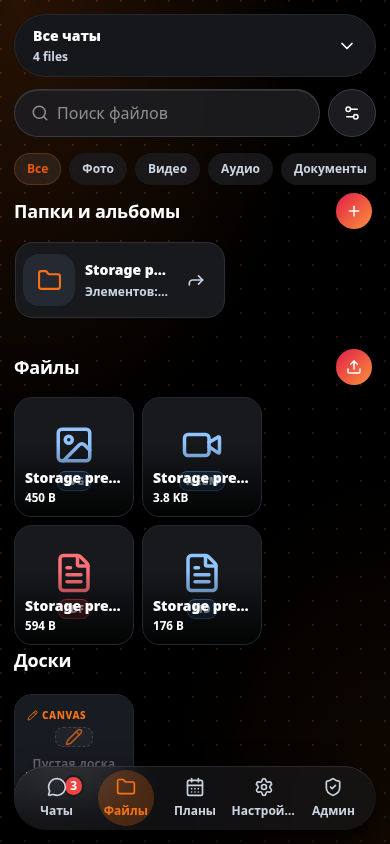 Все чаты
4 files
Поиск файлов
Все
Фото
Видео
Аудио
Документы
Папки и альбомы
Storage p...
Элементов:...
Файлы
Storage pre...
450 B
Storage pre...
3.8 KB
Storage pre...
594 B
Storage pre...
176 B
Доски
CANVAS
Пустая доска
3
Чаты
Файлы
Планы
Настрой...
Админ